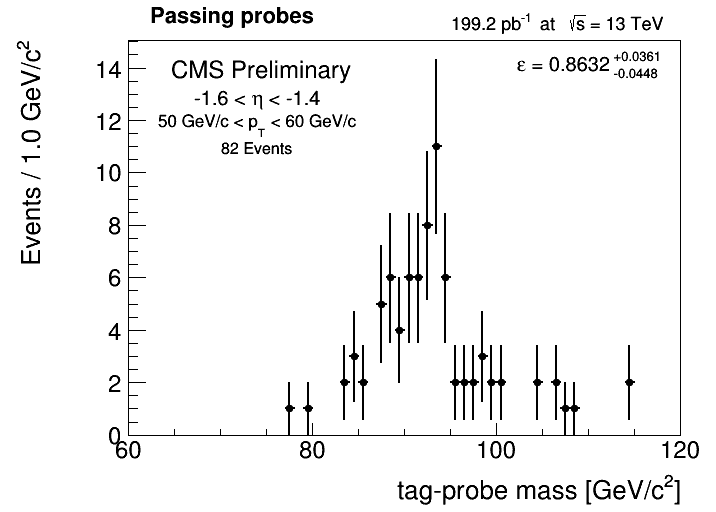 Passing probes
199.2 pb⁻¹ at √s = 13 TeV
CMS Preliminary
ε = 0.8632 +0.0361 -0.0448
-1.6 < η < -1.4
50 GeV/c < p_T < 60 GeV/c
82 Events
Events / 1.0 GeV/c²
14
12
10
8
6
4
2
0
60 80 100 120
tag-probe mass [GeV/c²]